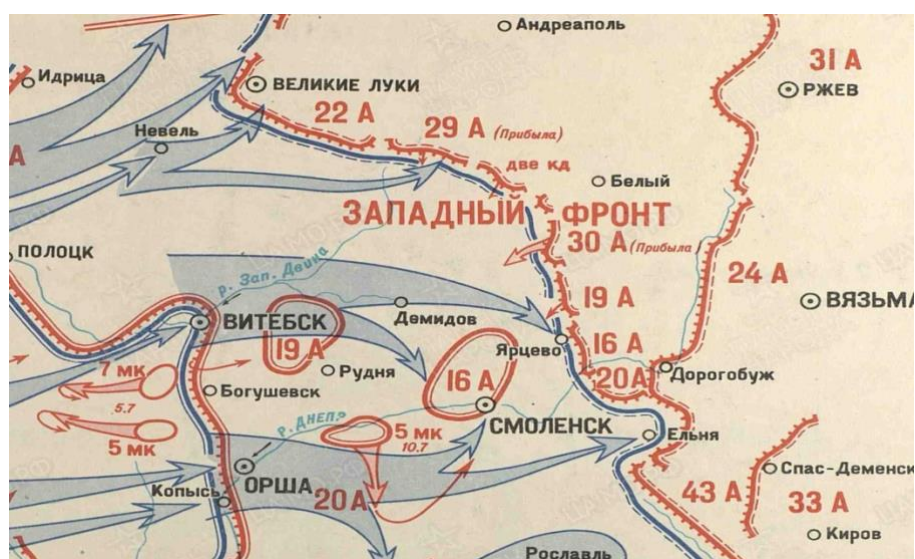 Андреаполь
31 А
РЖЕВ
Идрица
ВЕЛИКИЕ ЛУКИ
22 А
29 А (Прибыла)
Невель
А
две кд
Белый
ЗАПАДНЫЙ ФРОНТ
30 А (Прибыла)
ПОЛОЦК
р. Зап. Двина
24 А
19 А
ВЯЗЬМА
ВИТЕБСК
Демидов
19 А
Ярцево
16 А
7 мк
Рудня
16 А
20А
Дорогобуж
Богушевск
5.7
р. ДНЕПР
5 мк
5 мк
10.7
СМОЛЕНСК
Ельня
ОРША
Копысь
20А
43 А
Спас-Деменск
33 А
Киров
Рославль